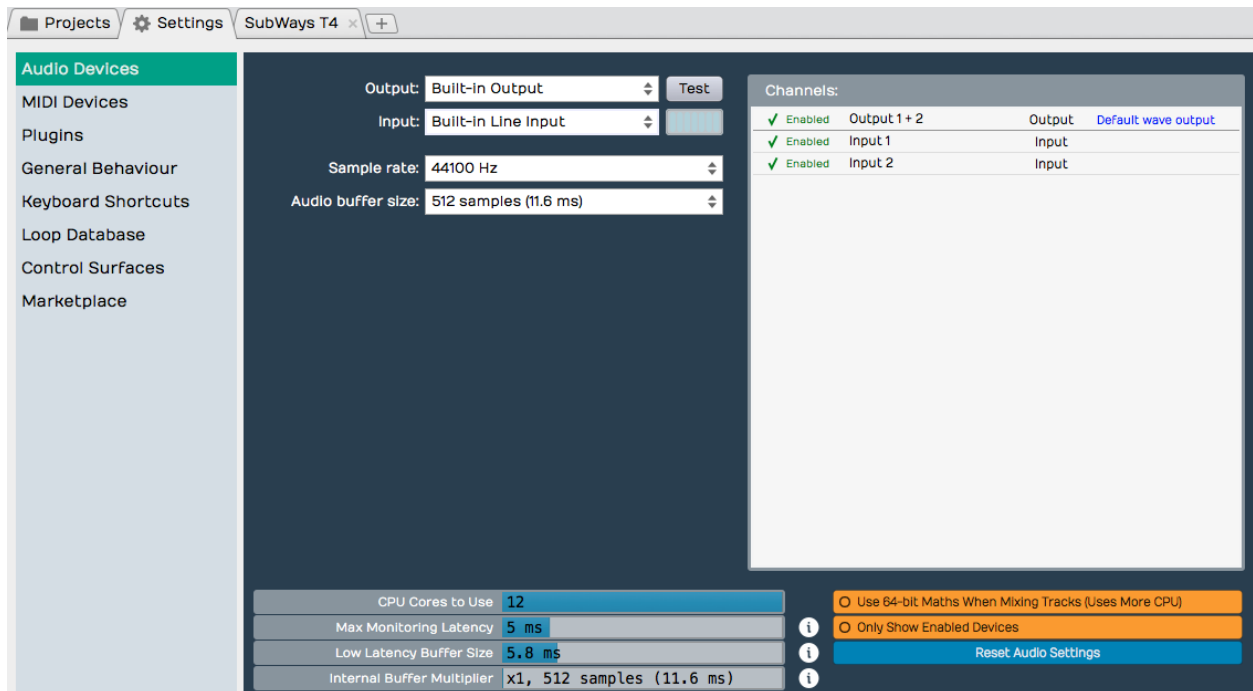 Projects Settings SubWays T4
Audio Devices
MIDI Devices
Plugins
General Behaviour
Keyboard Shortcuts
Loop Database
Control Surfaces
Marketplace
Output: Built-in Output Test
Input: Built-in Line Input
Sample rate: 44100 Hz
Audio buffer size: 512 samples (11.6 ms)
Channels:
Enabled Output 1 + 2 Output Default wave output
Enabled Input 1 Input
Enabled Input 2 Input
CPU Cores to Use 12
Max Monitoring Latency 5 ms
Low Latency Buffer Size 5.8 ms
Internal Buffer Multiplier x1, 512 samples (11.6 ms)
Use 64-bit Maths When Mixing Tracks (Uses More CPU)
Only Show Enabled Devices
Reset Audio Settings